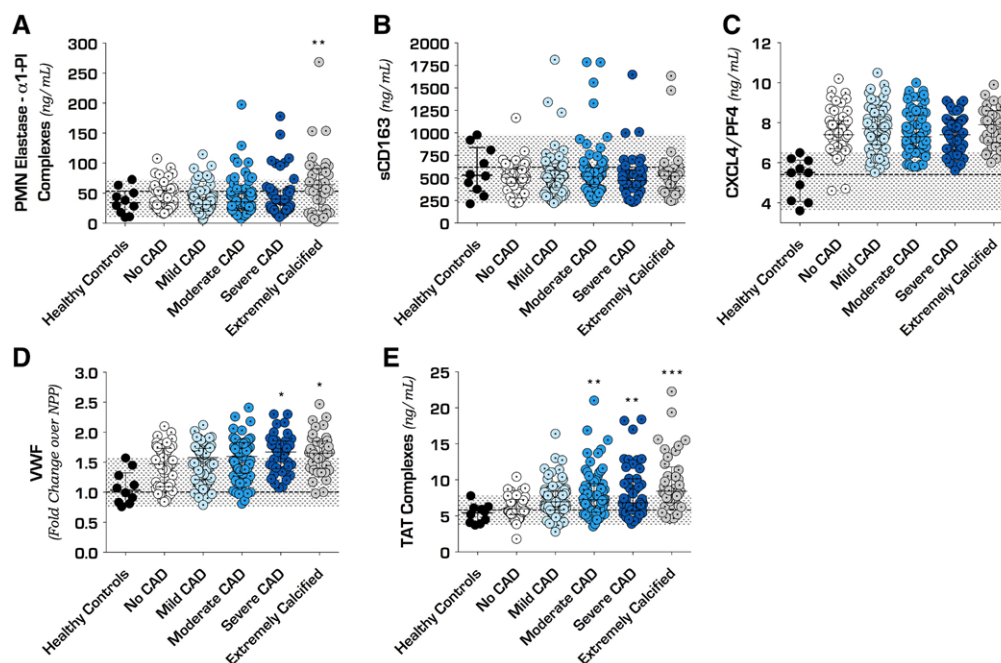 A
PMN Elastase - α1-PI
Complexes (ng/mL)
300
250
200
150
100
50
0
**
Healthy Controls
No CAD
Mild CAD
Moderate CAD
Severe CAD
Extremely Calcified
B
sCD163 (ng/mL)
2000
1750
1500
1250
1000
750
500
250
0
Healthy Controls
No CAD
Mild CAD
Moderate CAD
Severe CAD
Extremely Calcified
C
CXCL4/PF4 (ng/mL)
12
10
8
6
4
Healthy Controls
No CAD
Mild CAD
Moderate CAD
Severe CAD
Extremely Calcified
D
VWF
(Fold Change over NPP)
3.0
2.5
2.0
1.5
1.0
0.5
0.0
*
*
Healthy Controls
No CAD
Mild CAD
Moderate CAD
Severe CAD
Extremely Calcified
E
TAT Complexes (ng/mL)
25
20
15
10
5
0
**
**
***
Healthy Controls
No CAD
Mild CAD
Moderate CAD
Severe CAD
Extremely Calcified